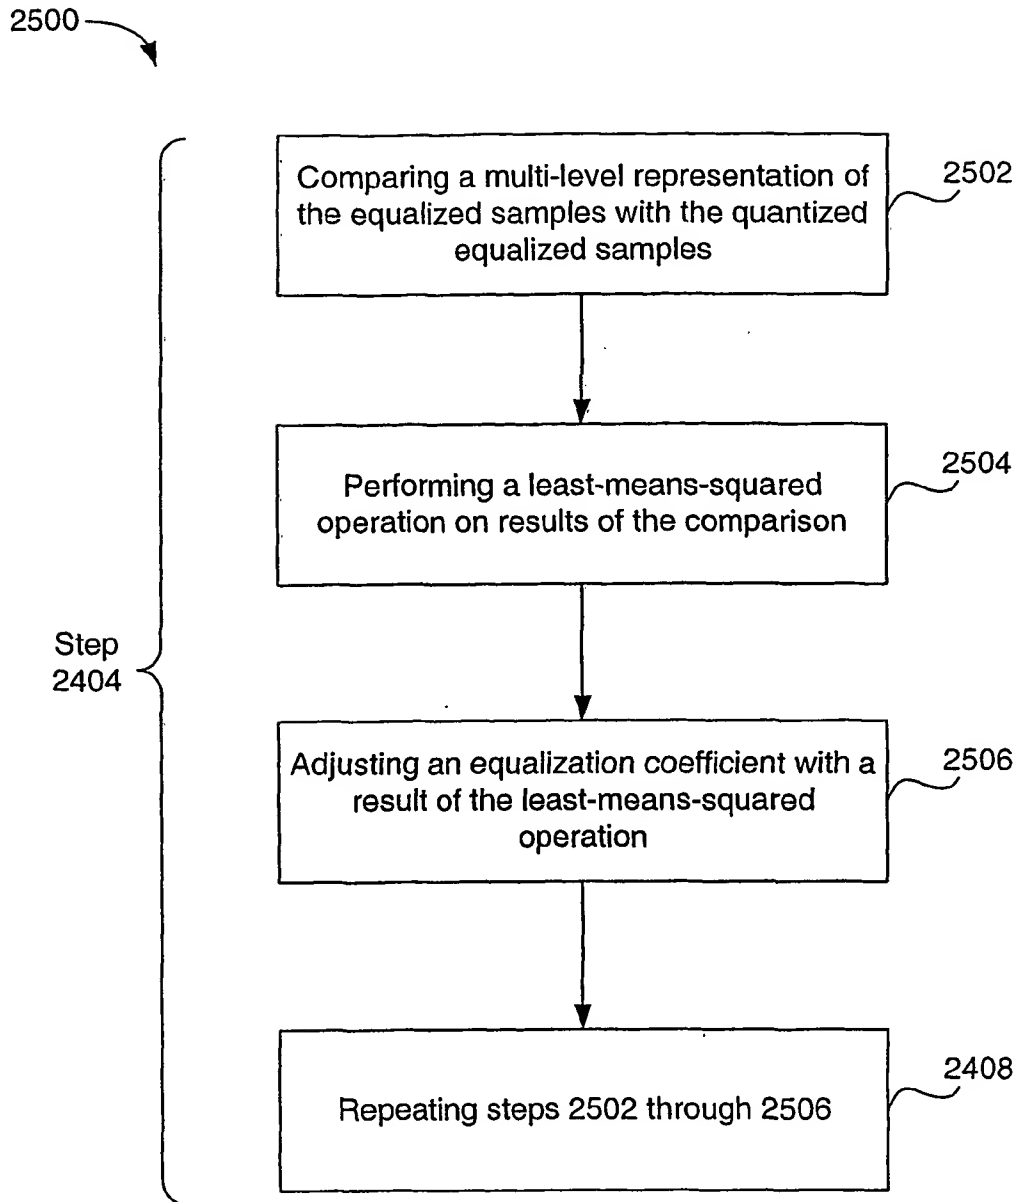 2500
Comparing a multi-level representation of
the equalized samples with the quantized
equalized samples
2502
Performing a least-means-squared
operation on results of the comparison
2504
Step
2404
Adjusting an equalization coefficient with a
result of the least-means-squared
operation
2506
Repeating steps 2502 through 2506
2408